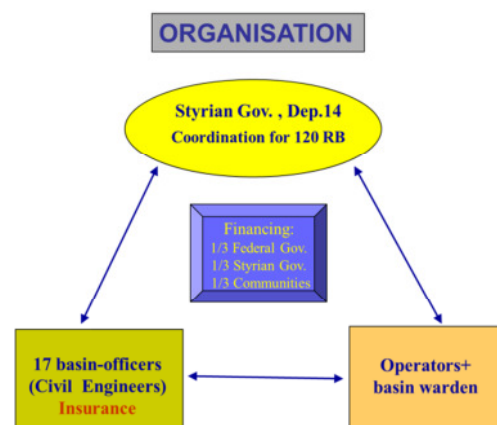 ORGANISATION
Styrian Gov. , Dep.14
Coordination for 120 RB
Financing:
1/3 Federal Gov.
1/3 Styrian Gov.
1/3 Communities
17 basin-officers
(Civil Engineers)
Insurance
Operators+
basin warden